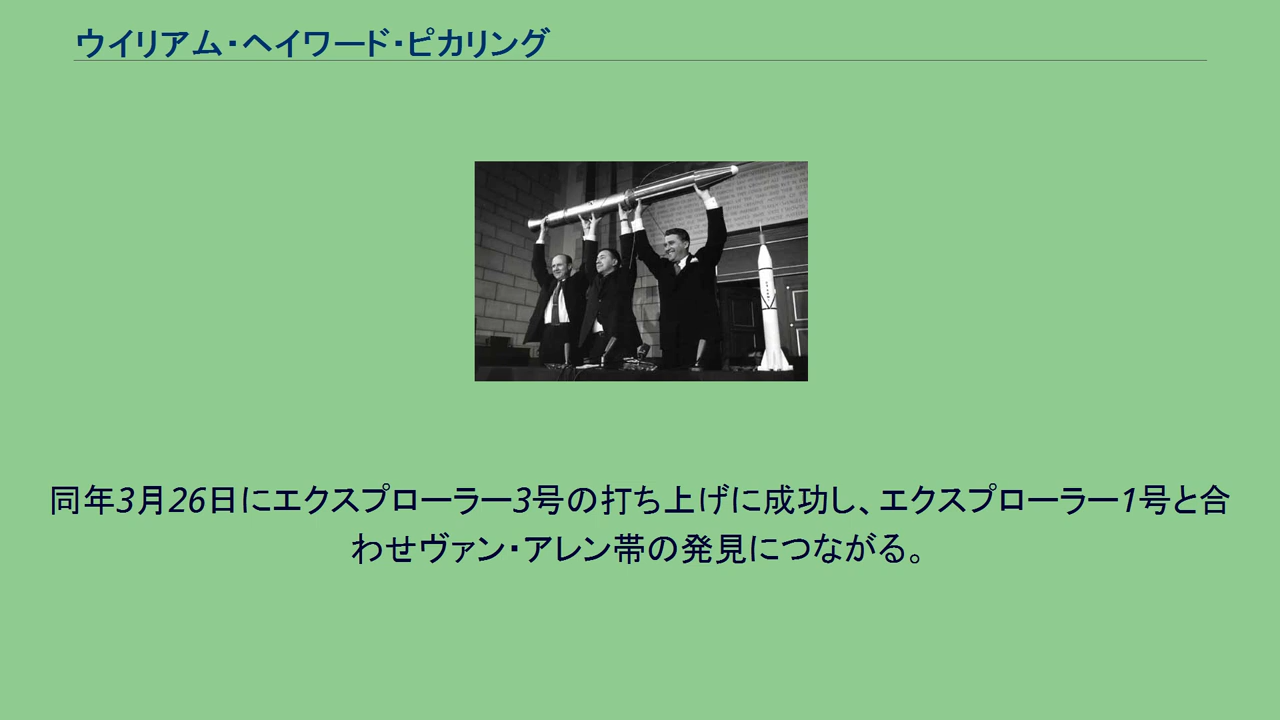 ウイリアム・ヘイワード・ピカリング
同年3月26日にエクスプローラー3号の打ち上げに成功し、エクスプローラー1号と合
わせヴァン・アレン帯の発見につながる。